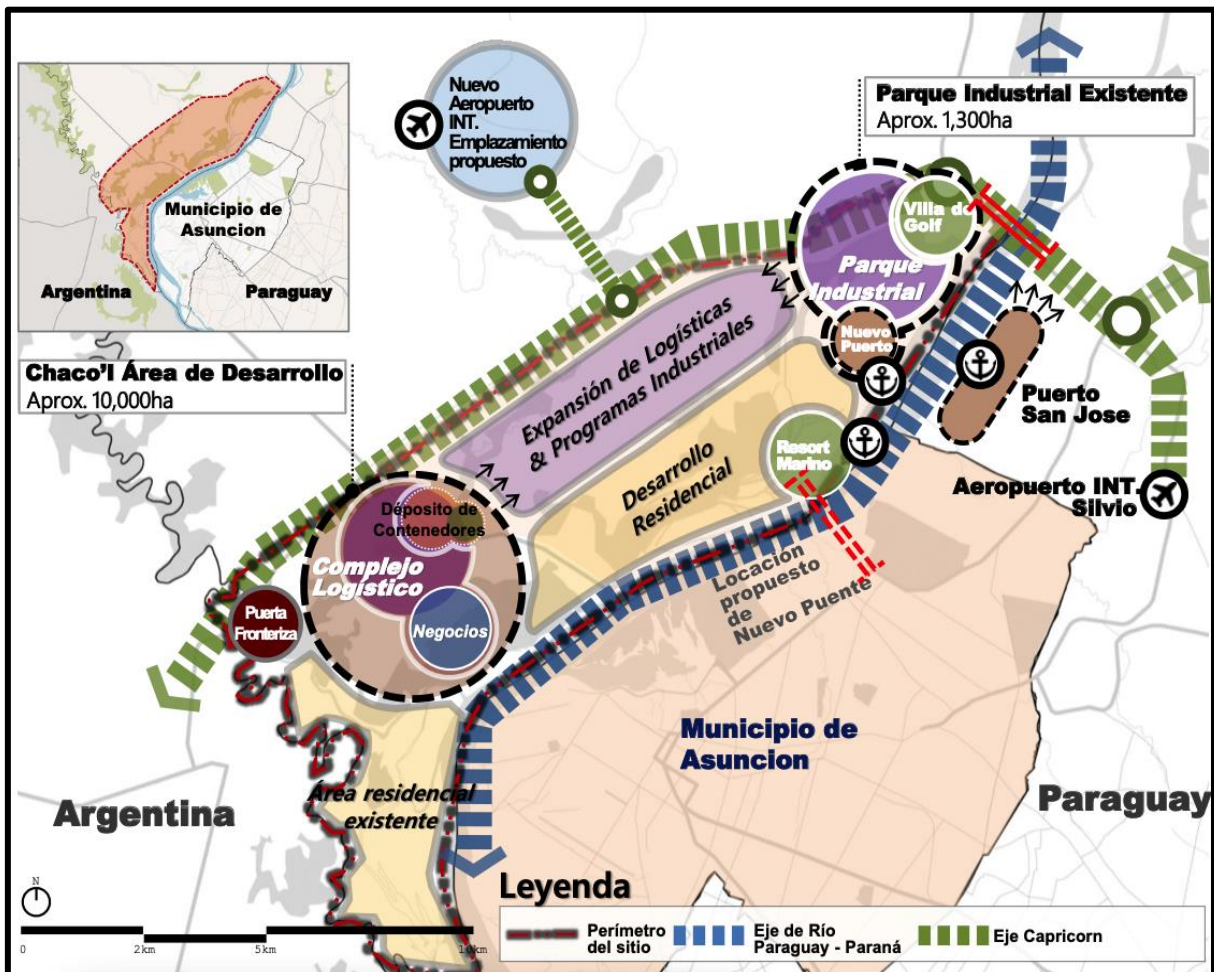 Municipio de
Asuncion
Argentina
Paraguay
Nuevo
Aeropuerto
INT.
Emplazamiento
propuesto
Parque Industrial Existente
Aprox. 1,300ha
Villa de
Golf
Parque
Industrial
Nuevo
Puerto
Chaco'I Área de Desarrollo
Aprox. 10,000ha
Expansión de Logísticas
& Programas Industriales
Desarrollo
Residencial
Resort
Marino
Puerto
San Jose
Aeropuerto INT.
Silvio
Déposito de
Contenedores
Complejo
Logístico
Negocios
Puerta
Fronteriza
Locación
propuesto
de
Nuevo Puente
Municipio de
Asuncion
Área residencial
existente
Argentina
Paraguay
N
0
2km
5km
10km
Leyenda
Perímetro
del sitio
Eje de Río
Paraguay - Paraná
Eje Capricorn